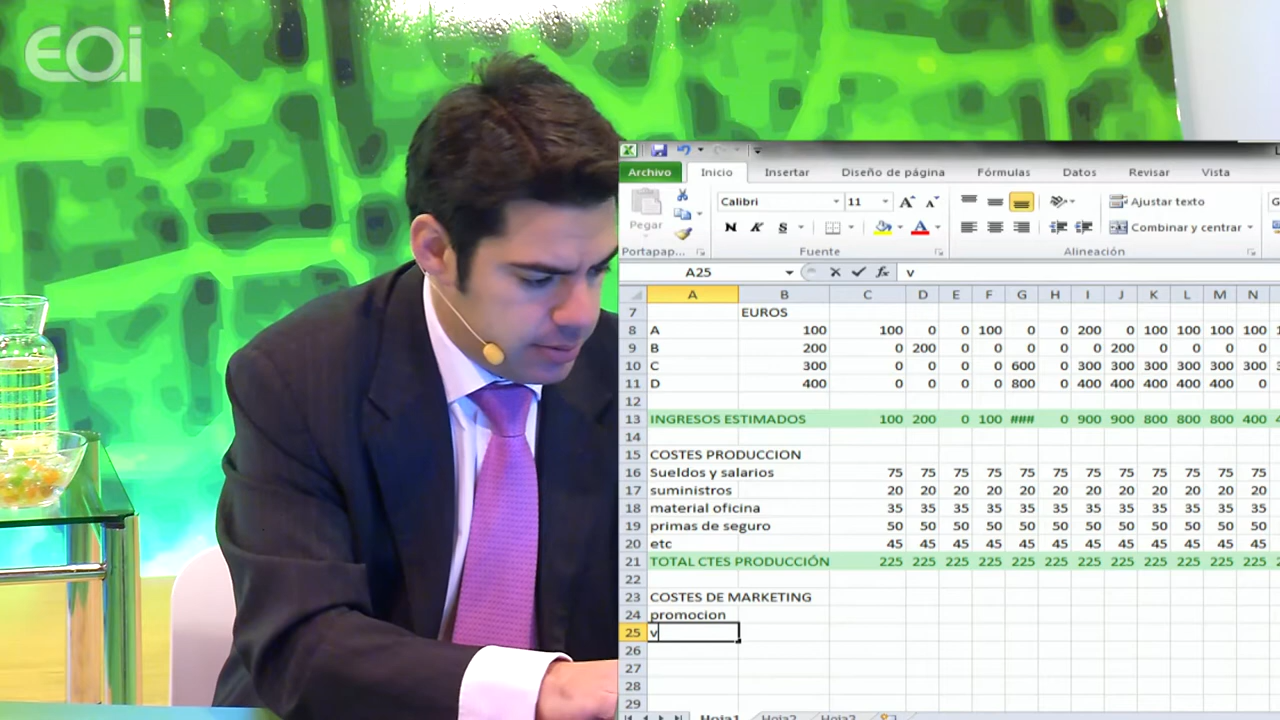 EOi
Archivo Inicio Insertar Diseño de página Fórmulas Datos Revisar Vista
Pegar
Calibri 11
N K S
Ajustar texto
Combinar y centrar
Portapap... Fuente Alineación
A25 fx v
A B C D E F G H I J K L M N
7 EUROS
8 A 100 100 0 0 100 0 0 200 0 100 100 100 100
9 B 200 0 200 0 0 0 0 0 200 0 0 0 0
10 C 300 0 0 0 0 600 0 300 300 300 300 300 300
11 D 400 0 0 0 0 800 0 400 400 400 400 400 0
12
13 INGRESOS ESTIMADOS 100 200 0 100 ### 0 900 900 800 800 800 400
14
15 COSTES PRODUCCION
16 Sueldos y salarios 75 75 75 75 75 75 75 75 75 75 75 75
17 suministros 20 20 20 20 20 20 20 20 20 20 20 20
18 material oficina 35 35 35 35 35 35 35 35 35 35 35 35
19 primas de seguro 50 50 50 50 50 50 50 50 50 50 50 50
20 etc 45 45 45 45 45 45 45 45 45 45 45 45
21 TOTAL CTES PRODUCCIÓN 225 225 225 225 225 225 225 225 225 225 225 225
22
23 COSTES DE MARKETING
24 promocion
25 v
26
27
28
29
Hoja1 Hoja2 Hoja3